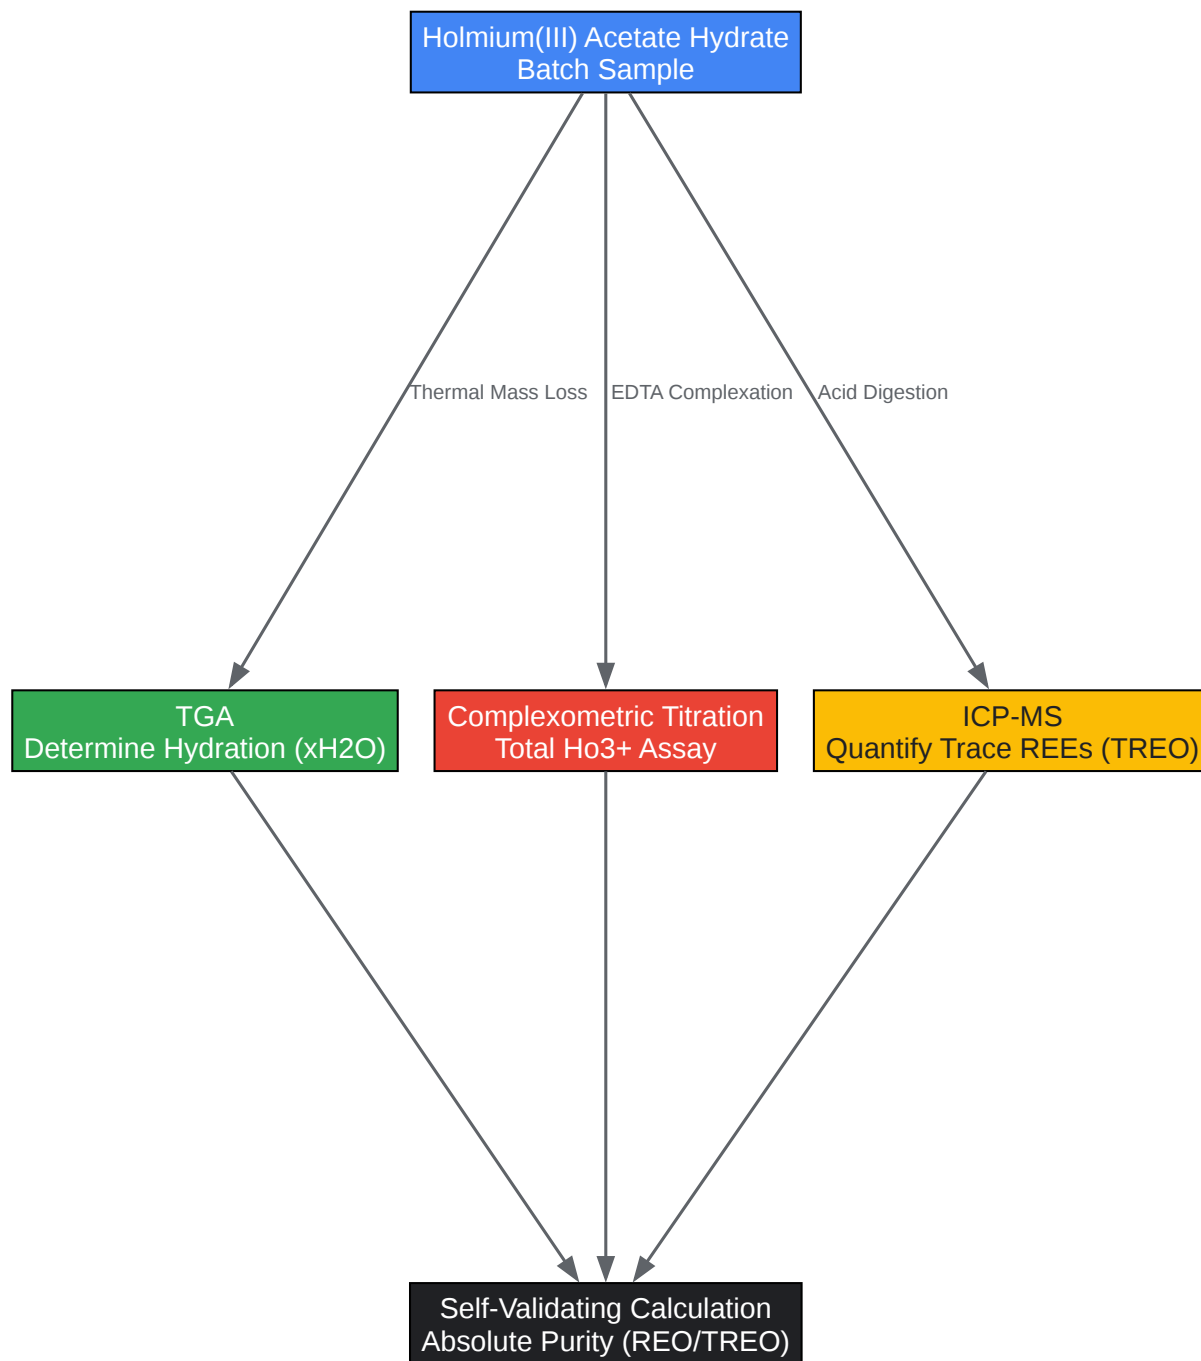 Holmium(III) Acetate Hydrate
Batch Sample
Thermal Mass Loss
EDTA Complexation
Acid Digestion
TGA
Determine Hydration (xH2O)
Complexometric Titration
Total Ho3+ Assay
ICP-MS
Quantify Trace REEs (TREO)
Self-Validating Calculation
Absolute Purity (REO/TREO)